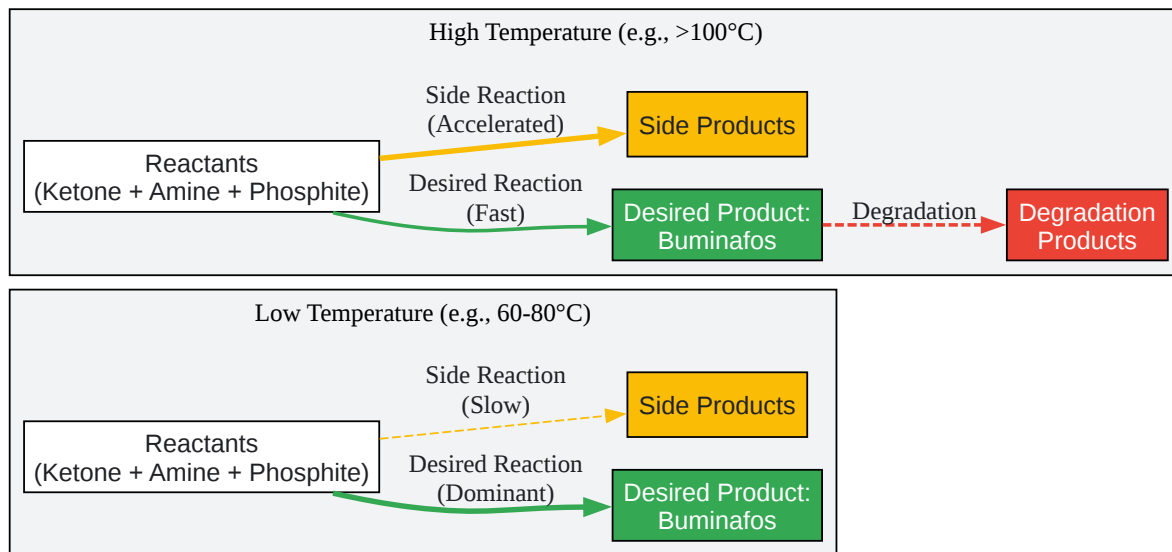 High Temperature (e.g., >100°C)
Side Reaction
(Accelerated)
Side Products
Reactants
(Ketone + Amine + Phosphite)
Desired Reaction
(Fast)
Desired Product:
Buminafos
Degradation
Degradation
Products
Low Temperature (e.g., 60-80°C)
Side Reaction
(Slow)
Side Products
Reactants
(Ketone + Amine + Phosphite)
Desired Reaction
(Dominant)
Desired Product:
Buminafos